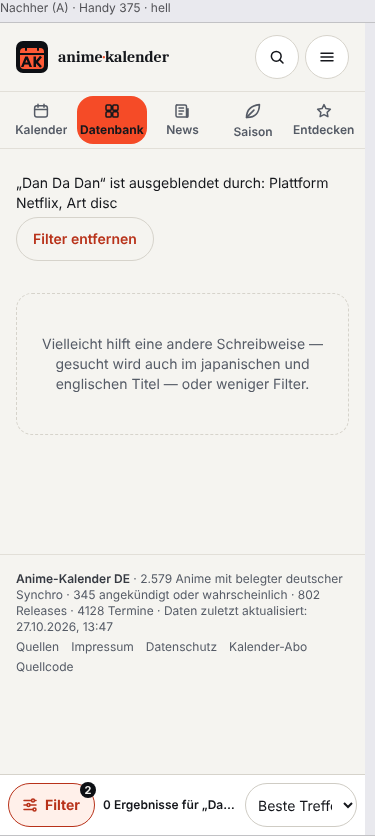 Nachher (A) · Handy 375 · hell
AK anime·kalender
Kalender Datenbank News Saison Entdecken
„Dan Da Dan“ ist ausgeblendet durch: Plattform
Netflix, Art disc
Filter entfernen
Vielleicht hilft eine andere Schreibweise —
gesucht wird auch im japanischen und
englischen Titel — oder weniger Filter.
Anime-Kalender DE · 2.579 Anime mit belegter deutscher
Synchro · 345 angekündigt oder wahrscheinlich · 802
Releases · 4128 Termine · Daten zuletzt aktualisiert:
27.10.2026, 13:47
Quellen Impressum Datenschutz Kalender-Abo
Quellcode
Filter 2 0 Ergebnisse für „Da… Beste Treff